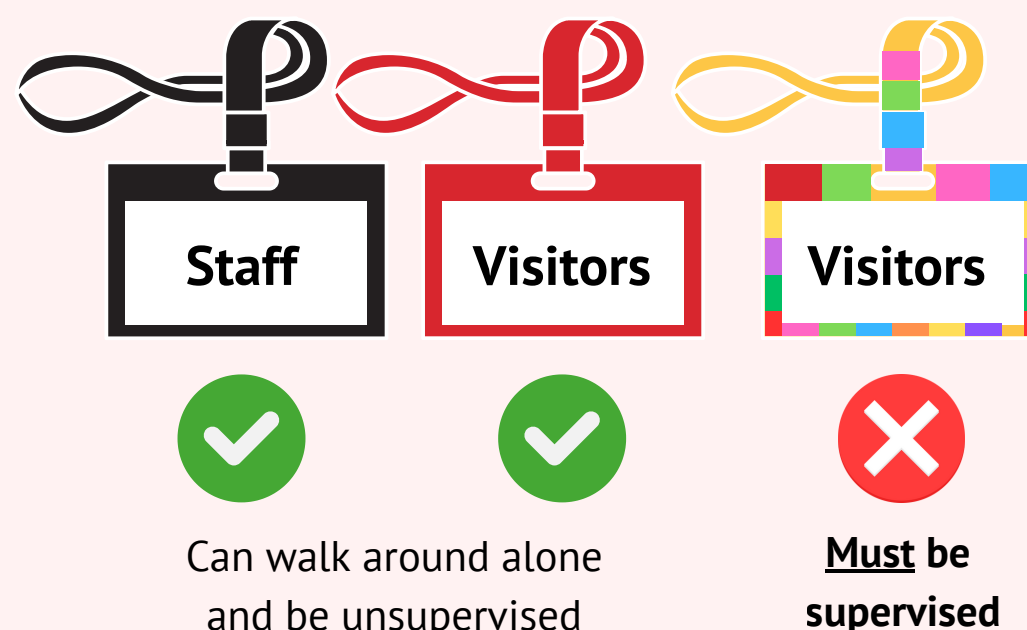 Staff
Visitors
Visitors
Can walk around alone
and be unsupervised
Must be
supervised